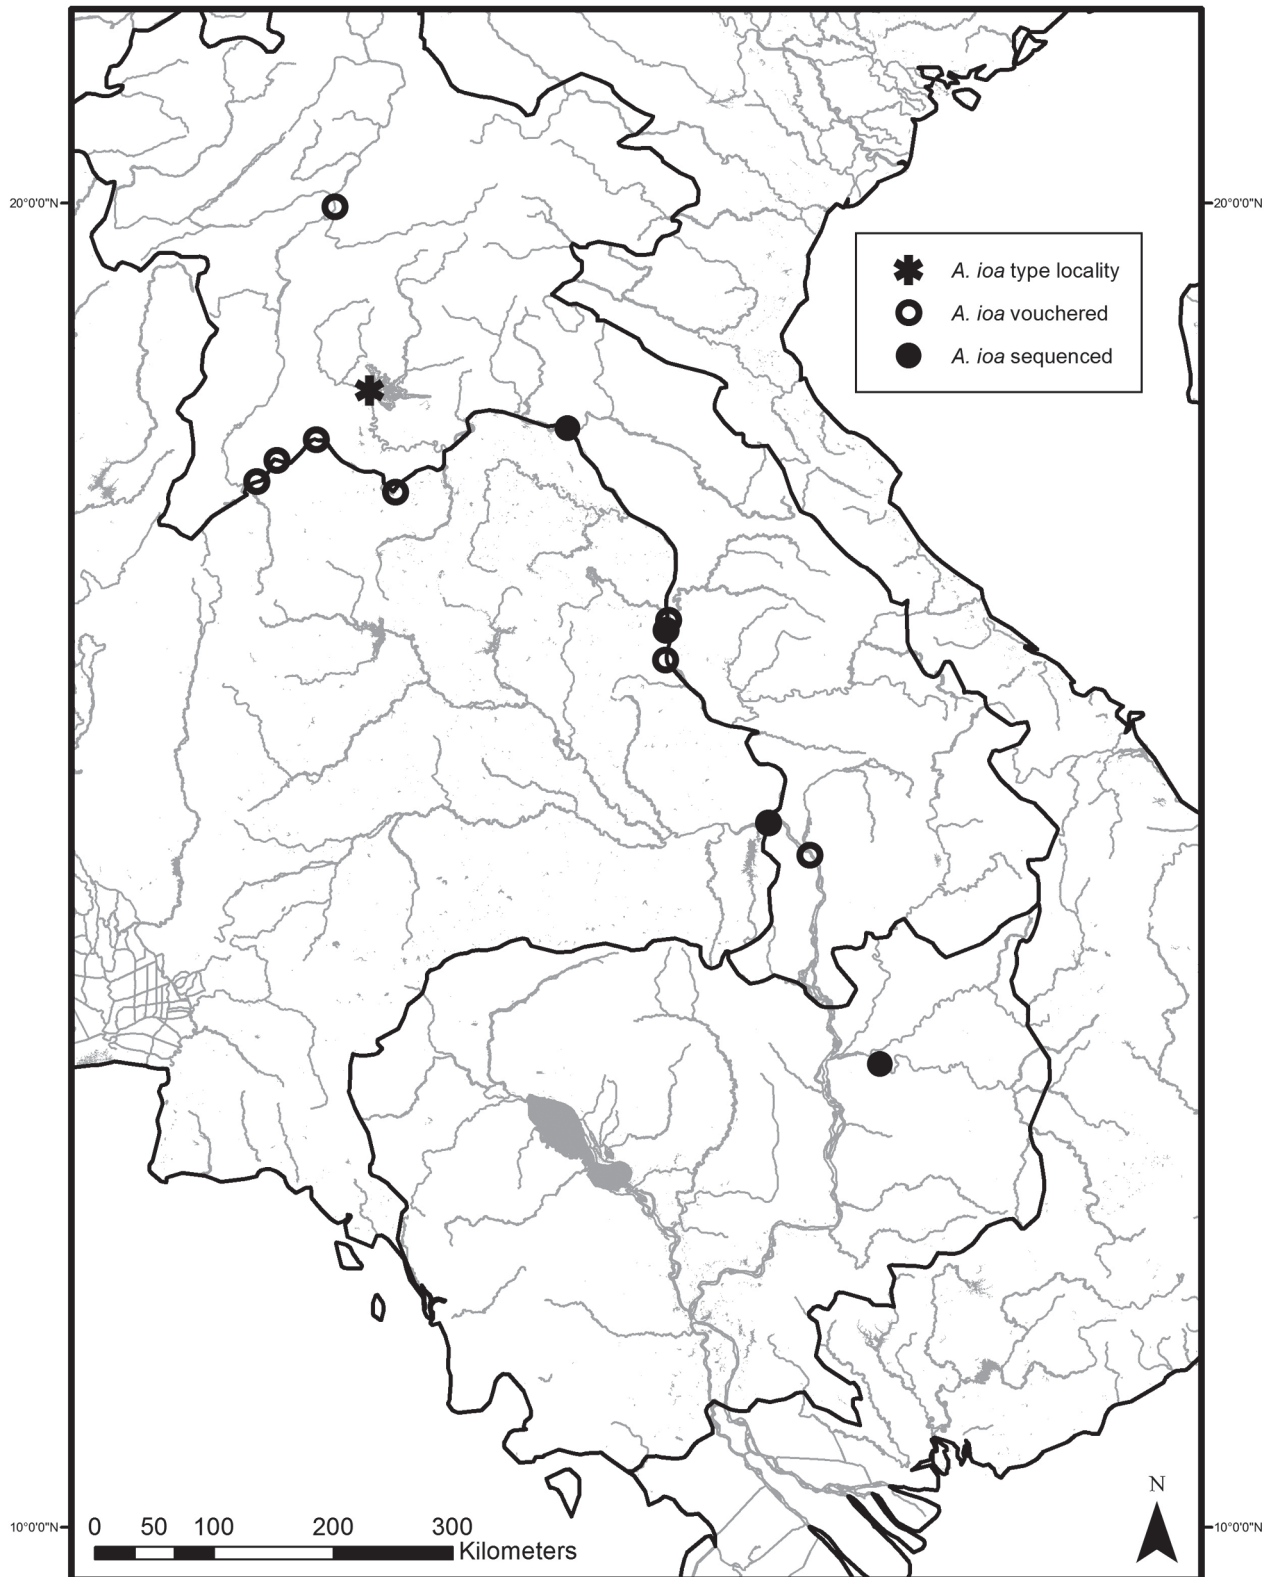 20°0'0"N
20°0'0"N
A. ioa type locality
A. ioa vouchered
A. ioa sequenced
N
10°0'0"N
10°0'0"N
0 50 100 200 300
Kilometers